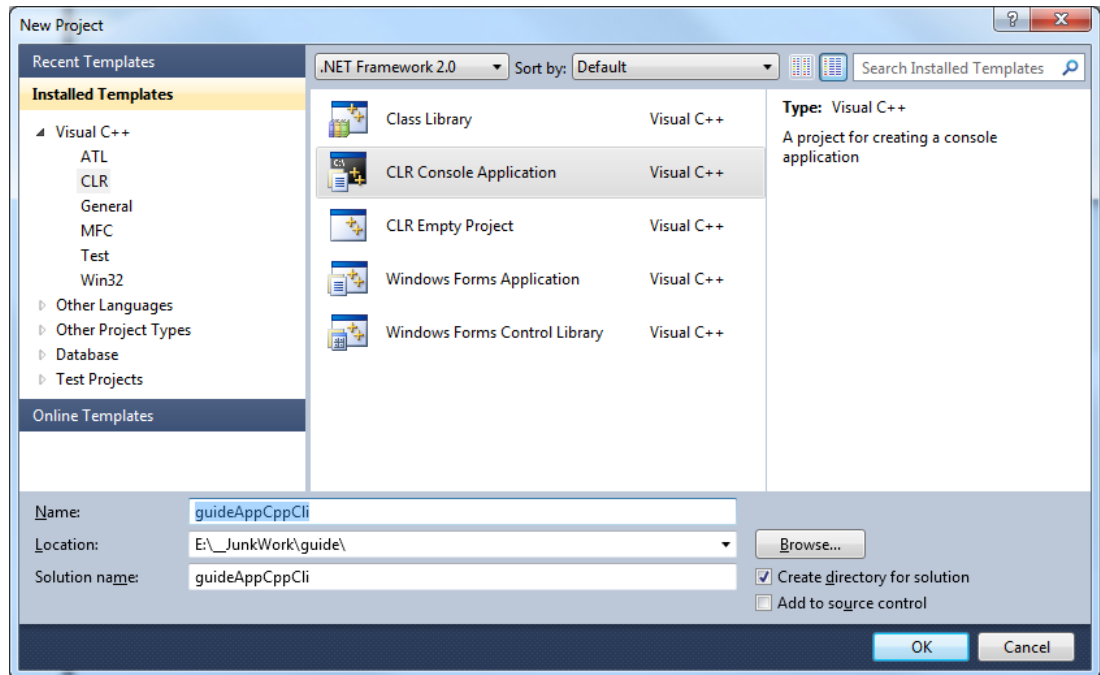 New Project
Recent Templates
Installed Templates
Visual C++
ATL
CLR
General
MFC
Test
Win32
Other Languages
Other Project Types
Database
Test Projects
Online Templates
.NET Framework 2.0 Sort by: Default Search Installed Templates
Class Library Visual C++
CLR Console Application Visual C++
CLR Empty Project Visual C++
Windows Forms Application Visual C++
Windows Forms Control Library Visual C++
Type: Visual C++
A project for creating a console
application
Name: guideAppCppCli
Location: E:\__JunkWork\guide\ Browse...
Solution name: guideAppCppCli
Create directory for solution
Add to source control
OK Cancel